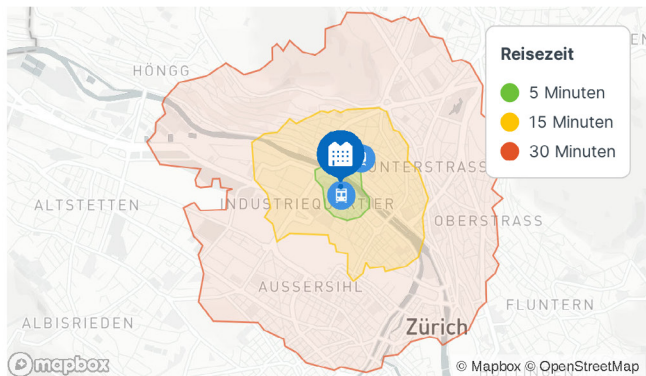 Reisezeit
5 Minuten
15 Minuten
30 Minuten
HÖNGG
UNTERSTRASS
ALTSTETTEN
INDUSTRIEQUARTIER
OBERSTRASS
AUSSERSIHL
FLUNTERN
ALBISRIEDEN
Zürich
mapbox
© Mapbox © OpenStreetMap